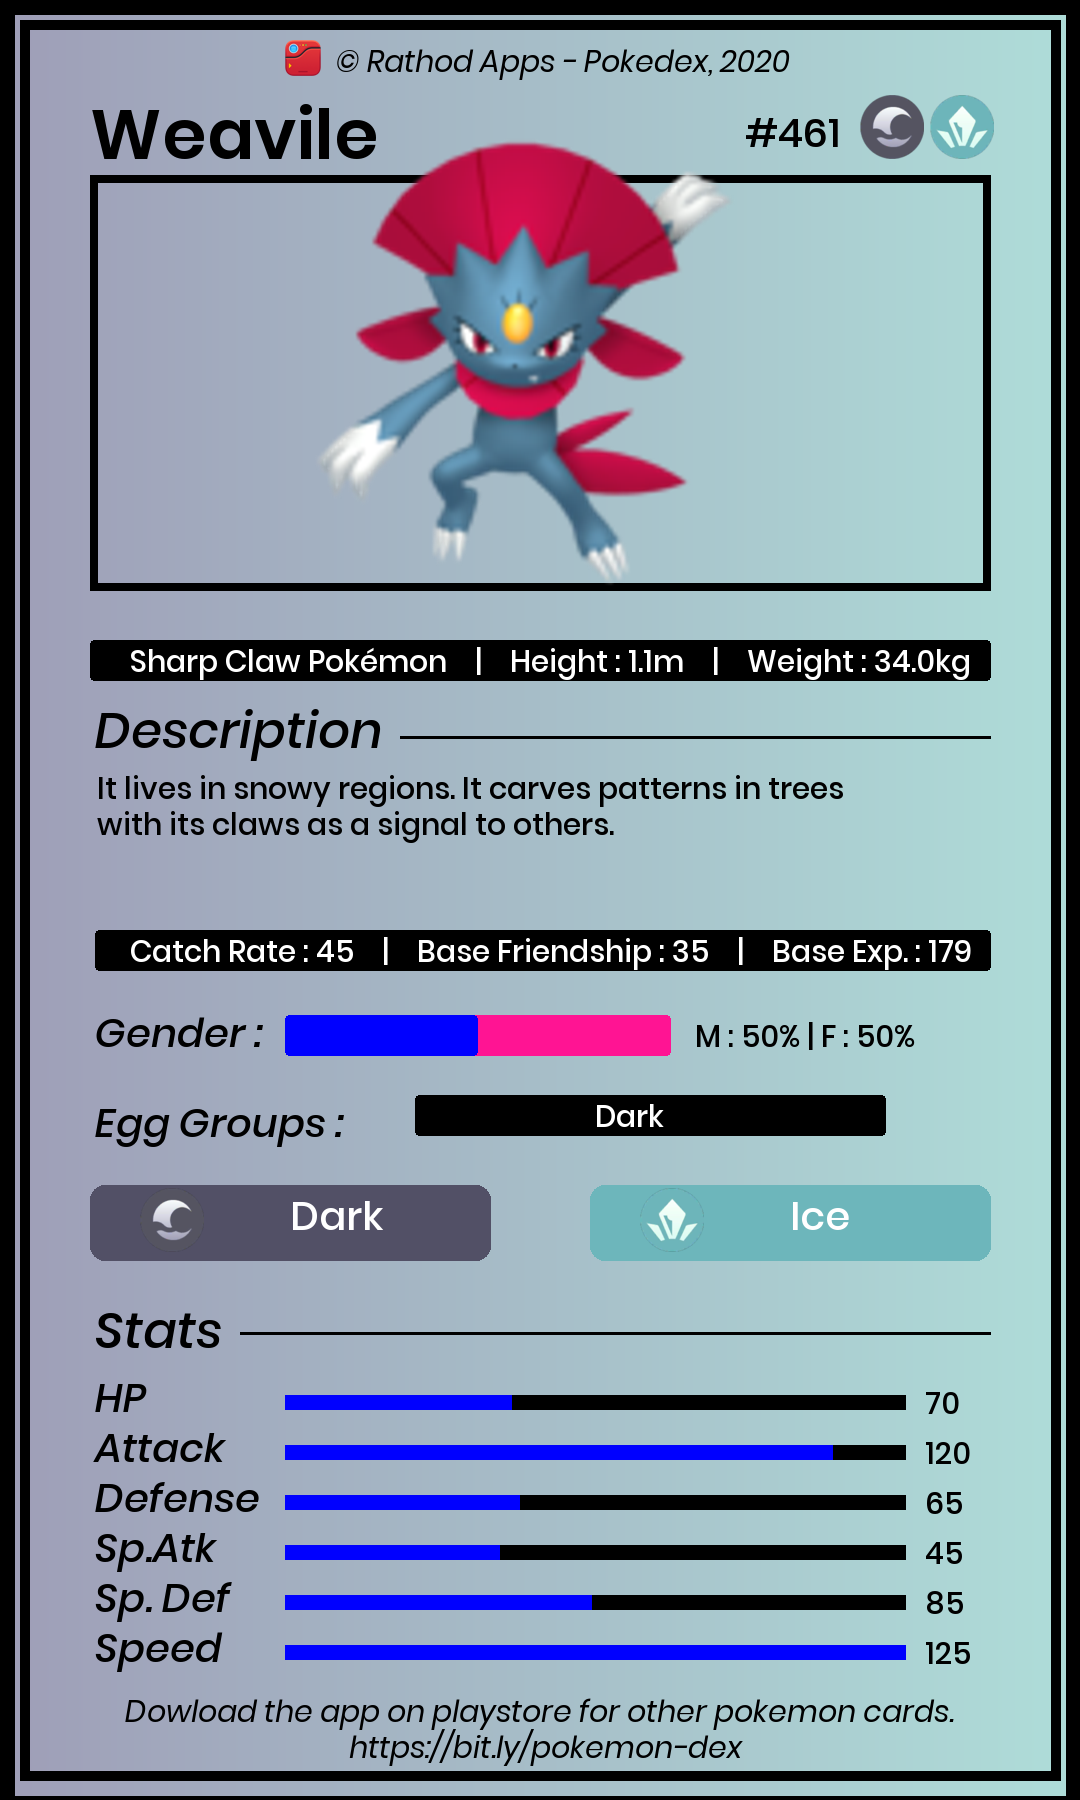 © Rathod Apps - Pokedex, 2020
Weavile #461
Sharp Claw Pokémon | Height : 1.1m | Weight : 34.0kg
Description
It lives in snowy regions. It carves patterns in trees
with its claws as a signal to others.
Catch Rate : 45 | Base Friendship : 35 | Base Exp. : 179
Gender : M : 50% | F : 50%
Egg Groups : Dark
Dark Ice
Stats
HP 70
Attack 120
Defense 65
Sp.Atk 45
Sp. Def 85
Speed 125
Dowload the app on playstore for other pokemon cards.
https://bit.ly/pokemon-dex